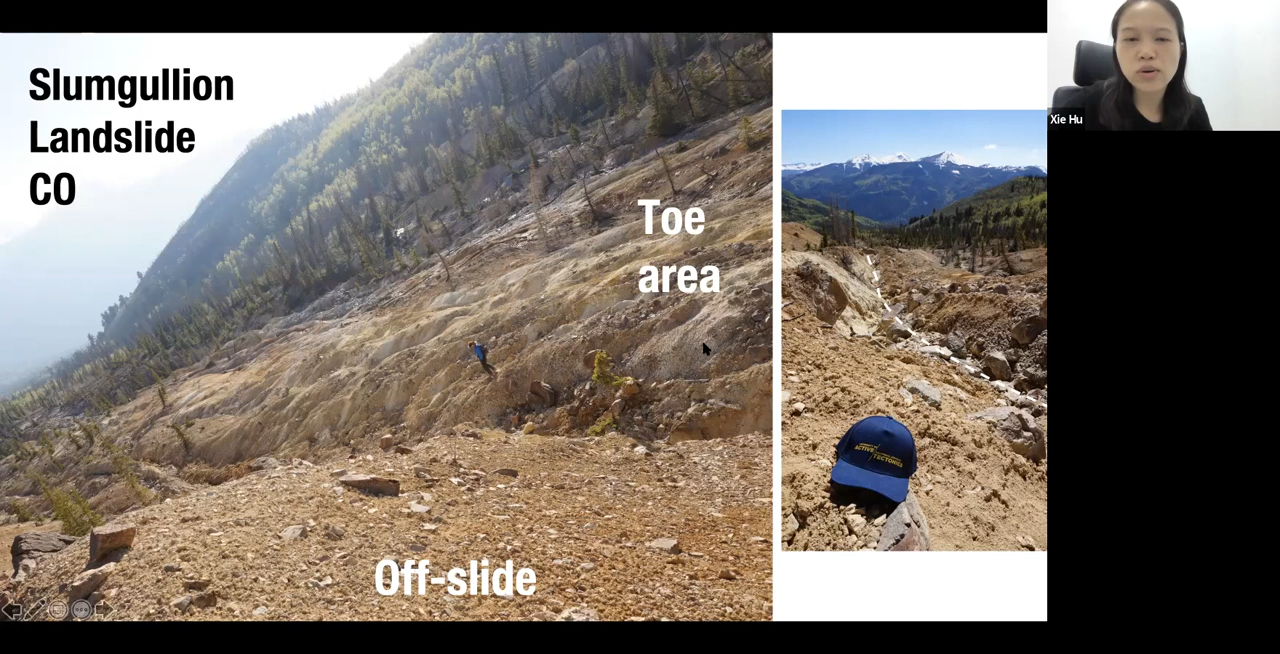 Slumgullion
Landslide
CO
Toe
area
Off-slide
ACTIVE
TECTONICS
Xie Hu